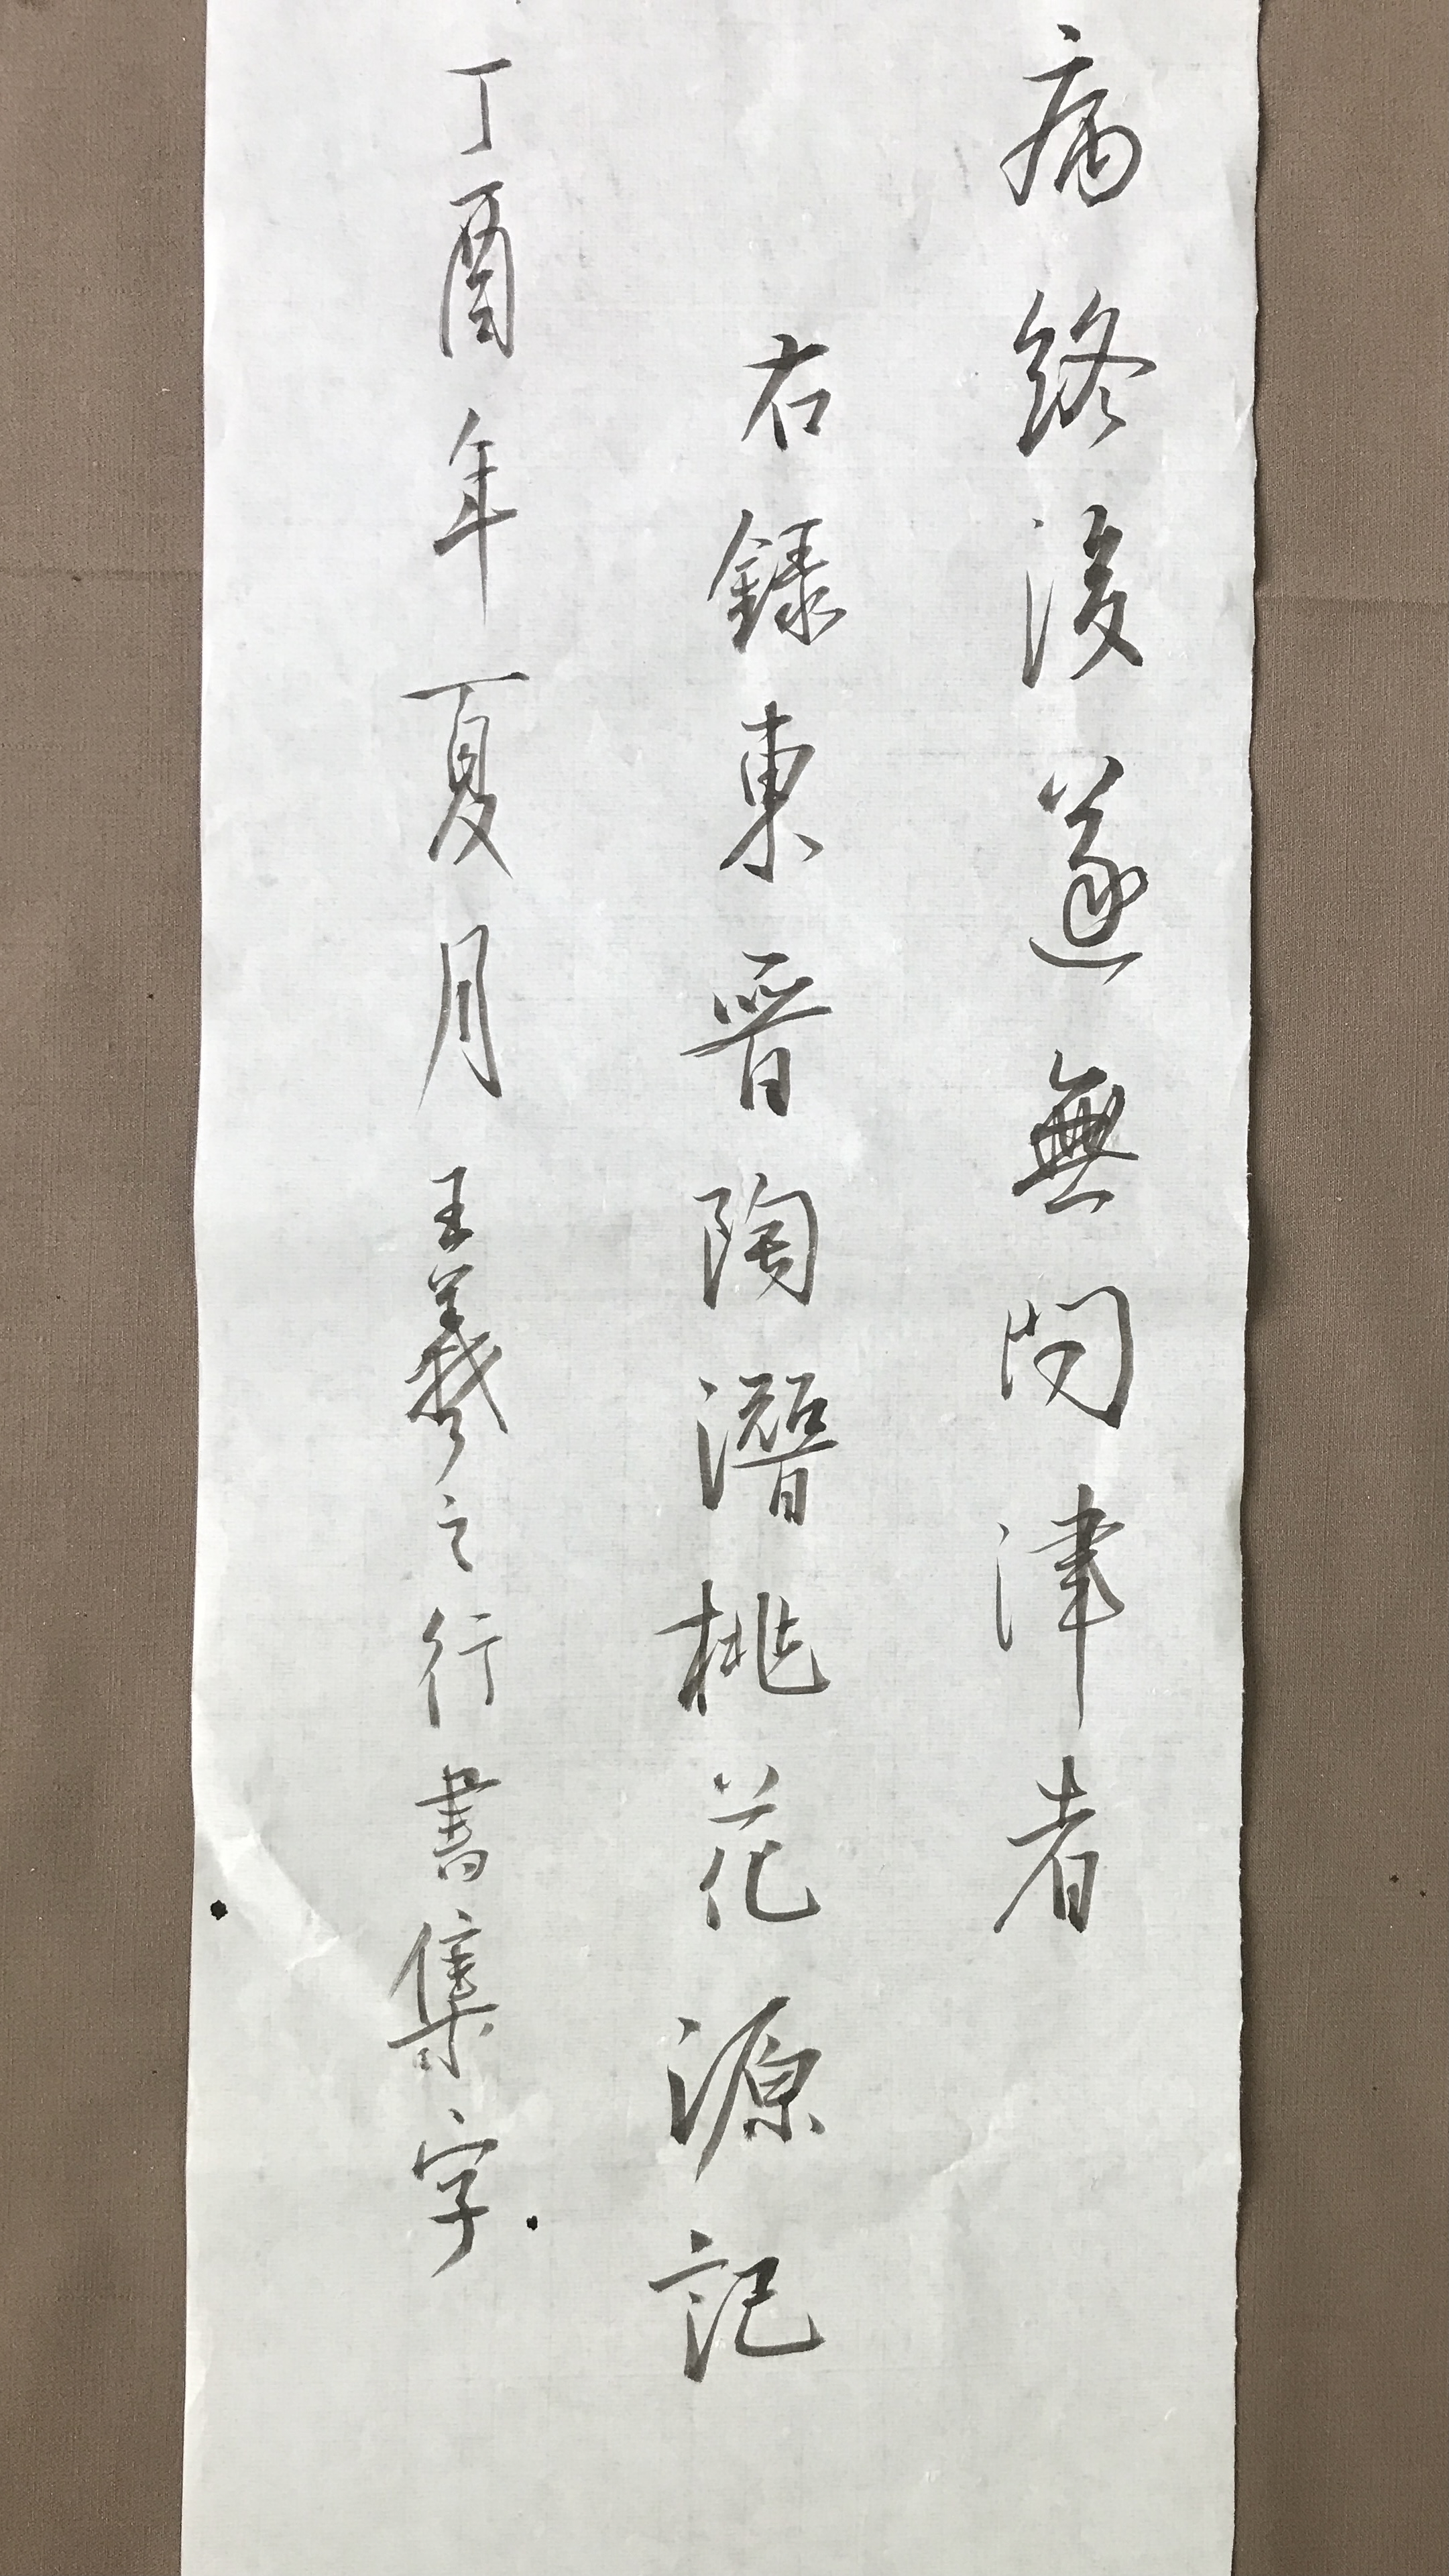 病終後遂無問津者
右録東晉陶潛桃花源記
丁酉年夏月王羲之行書集字